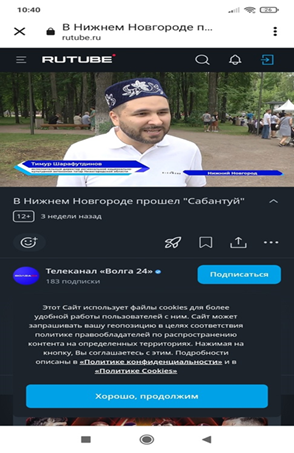 10:40
В Нижнем Новгороде п...
rutube.ru
RUTUBE
Тимур Шарафутдинов
Нижний Новгород
В Нижнем Новгороде прошел "Сабантуй"
12+ 3 недели назад
Телеканал «Волга 24»
183 подписки
Подписаться
Этот Сайт использует файлы cookies для более
удобной работы пользователей с ним. Сайт может
запрашивать вашу геопозицию в целях соответствия
политике правообладателей по распространению
контента на определенных территориях. Нажимая на
кнопку, Вы соглашаетесь с этим. Подробности
описаны в «Политике конфиденциальности» и в
«Политике Cookies»
Хорошо, продолжим